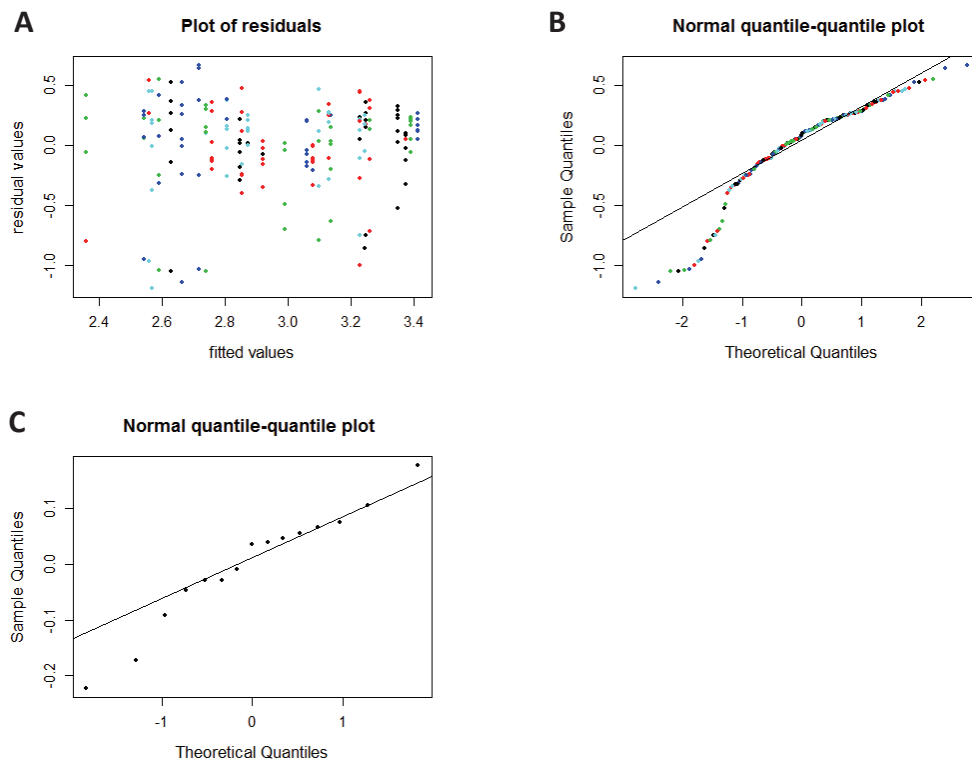 A
Plot of residuals
residual values
0.5
0.0
-0.5
-1.0
2.4 2.6 2.8 3.0 3.2 3.4
fitted values
B
Normal quantile-quantile plot
Sample Quantiles
0.5
0.0
-0.5
-1.0
-2 -1 0 1 2
Theoretical Quantiles
C
Normal quantile-quantile plot
Sample Quantiles
0.1
0.0
-0.1
-0.2
-1 0 1
Theoretical Quantiles